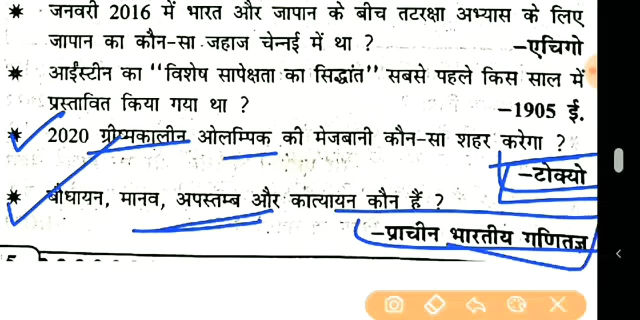 * जनवरी 2016 में भारत और जापान के बीच तटरक्षा अभ्यास के लिए
जापान का कौन-सा जहाज चेन्नई में था ? –एचिगो
* आईंस्टीन का "विशेष सापेक्षता का सिद्धांत" सबसे पहले किस साल में
प्रस्तावित किया गया था ? –1905 ई.
* 2020 ग्रीष्मकालीन ओलम्पिक की मेजबानी कौन-सा शहर करेगा ?
–टोक्यो
* बौधायन, मानव, अपस्तम्ब और कात्यायन कौन हैं ?
–प्राचीन भारतीय गणितज्ञ